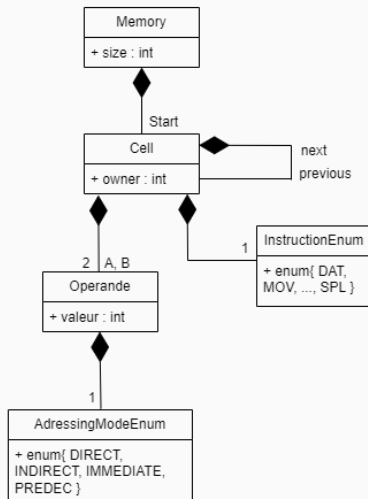 Memory
+ size : int
Start
Cell
+ owner : int
next
previous
2 A, B
1
InstructionEnum
+ enum{ DAT,
MOV, ..., SPL }
Operande
+ valeur : int
1
AdressingModeEnum
+ enum{ DIRECT,
INDIRECT, IMMEDIATE,
PREDEC }